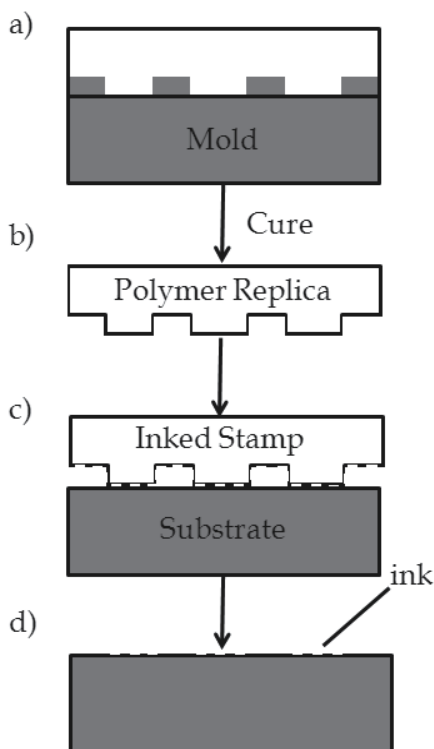 a)
Mold
Cure
b)
Polymer Replica
c)
Inked Stamp
Substrate
ink
d)